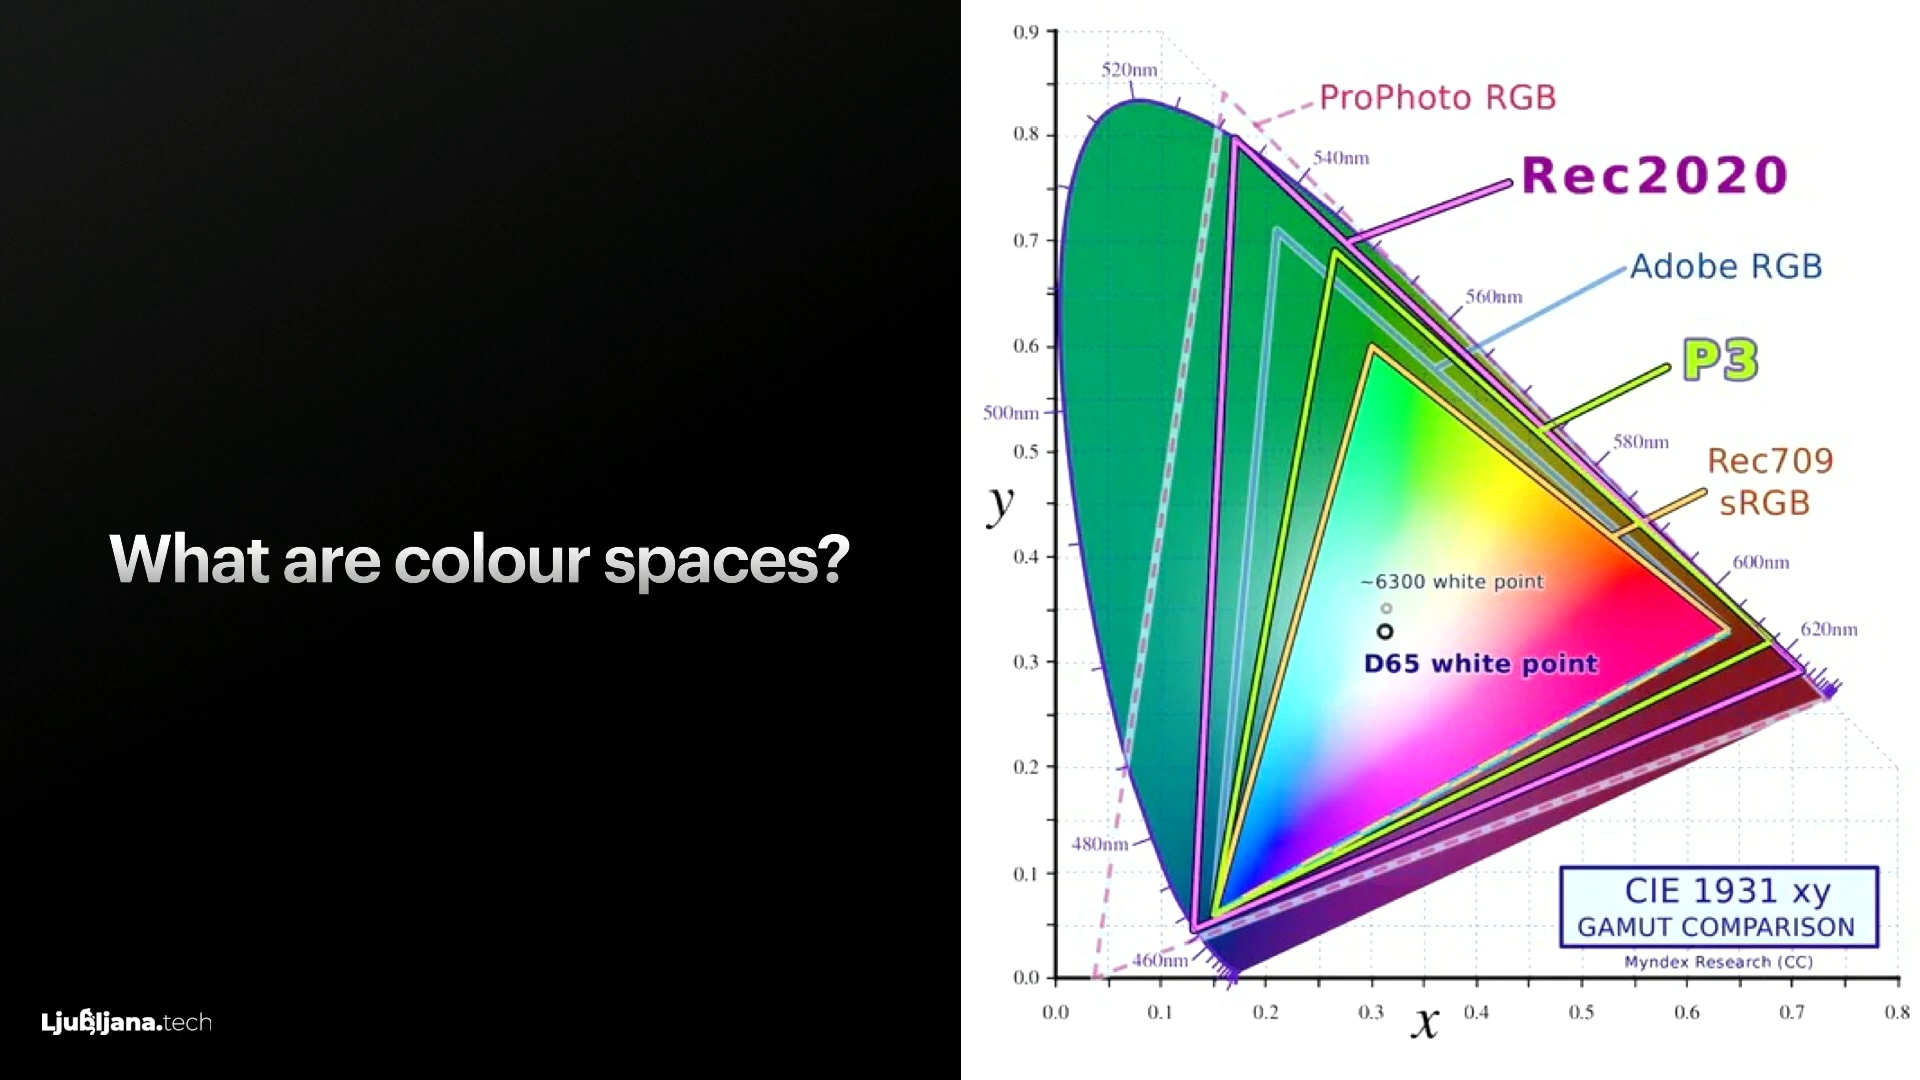 What are colour spaces?
Ljubljana.tech
0.9
520nm
ProPhoto RGB
0.8
540nm
Rec2020
0.7
Adobe RGB
560nm
0.6
P3
500nm
580nm
0.5
Rec709
sRGB
y
0.4
600nm
~6300 white point
0.3
620nm
D65 white point
0.2
480nm
0.1
CIE 1931 xy
GAMUT COMPARISON
460nm
Myndex Research (CC)
0.0
0.0 0.1 0.2 0.3 0.4 0.5 0.6 0.7 0.8
x